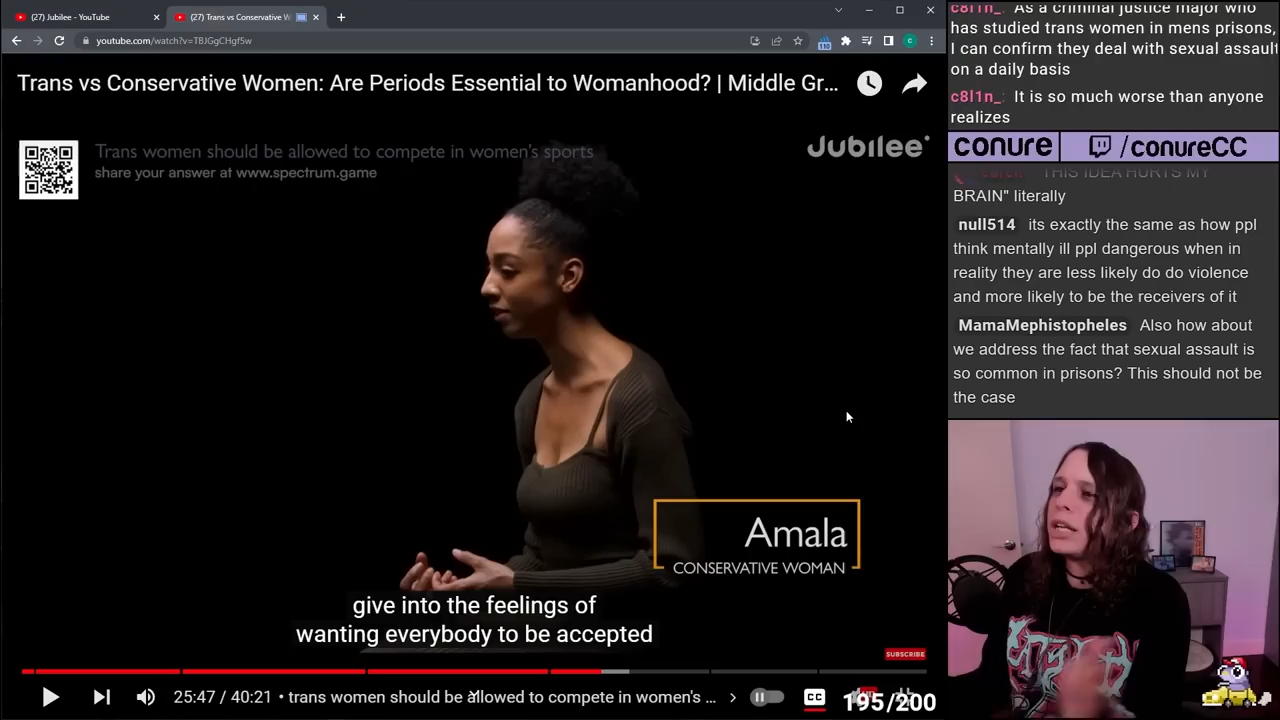 (27) Jubilee - YouTube
(27) Trans vs Conservative W
youtube.com/watch?v=TBJGgCHgf5w
Trans vs Conservative Women: Are Periods Essential to Womanhood? | Middle Gr...
Trans women should be allowed to compete in women's sports
share your answer at www.spectrum.game
Jubilee
Amala
CONSERVATIVE WOMAN
give into the feelings of
wanting everybody to be accepted
SUBSCRIBE
25:47 / 40:21 • trans women should be allowed to compete in women's ...
CC
195/200
c8l1n_: As a criminal justice major who
has studied trans women in mens prisons,
I can confirm they deal with sexual assault
on a daily basis
c8l1n_: It is so much worse than anyone
realizes
conure
/conureCC
THIS IDEA HURTS MY
BRAIN" literally
null514 its exactly the same as how ppl
think mentally ill ppl dangerous when in
reality they are less likely do do violence
and more likely to be the receivers of it
MamaMephistopheles Also how about
we address the fact that sexual assault is
so common in prisons? This should not be
the case